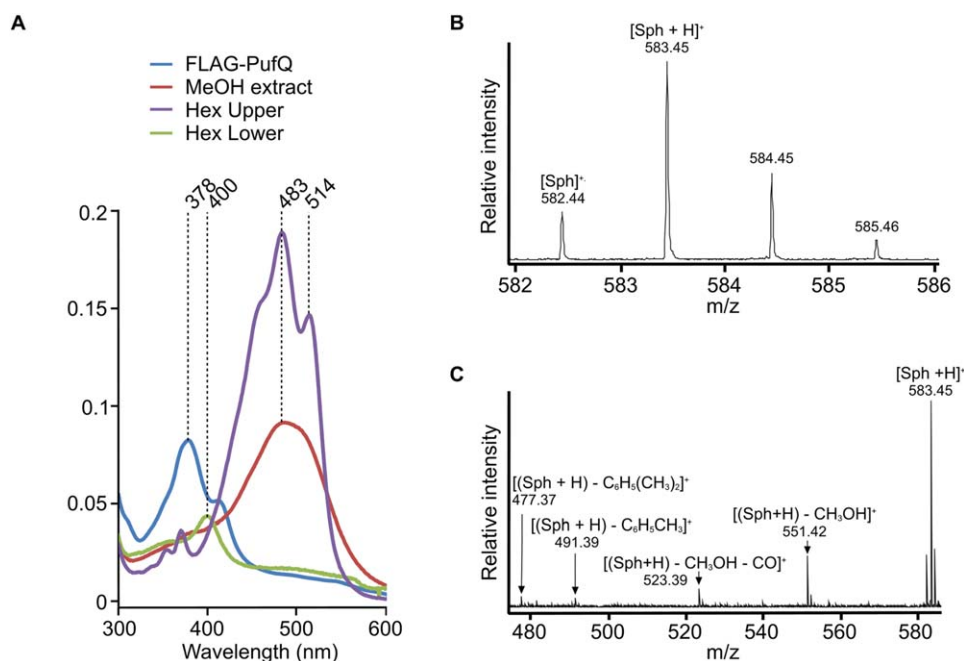 A
FLAG-PufQ
MeOH extract
Hex Upper
Hex Lower
378
400
483
514
0.2
0.15
0.1
0.05
0
300
400
500
600
Wavelength (nm)
B
Relative intensity
[Sph + H]⁺
583.45
[Sph]⁺·
582.44
584.45
585.46
582
583
584
585
586
m/z
C
Relative intensity
[Sph +H]⁺
583.45
[(Sph + H) - C₆H₅(CH₃)₂]⁺
477.37
[(Sph + H) - C₆H₅CH₃]⁺
491.39
[(Sph+H) - CH₃OH]⁺
551.42
[(Sph+H) - CH₃OH - CO]⁺
523.39
480
500
520
540
560
580
m/z